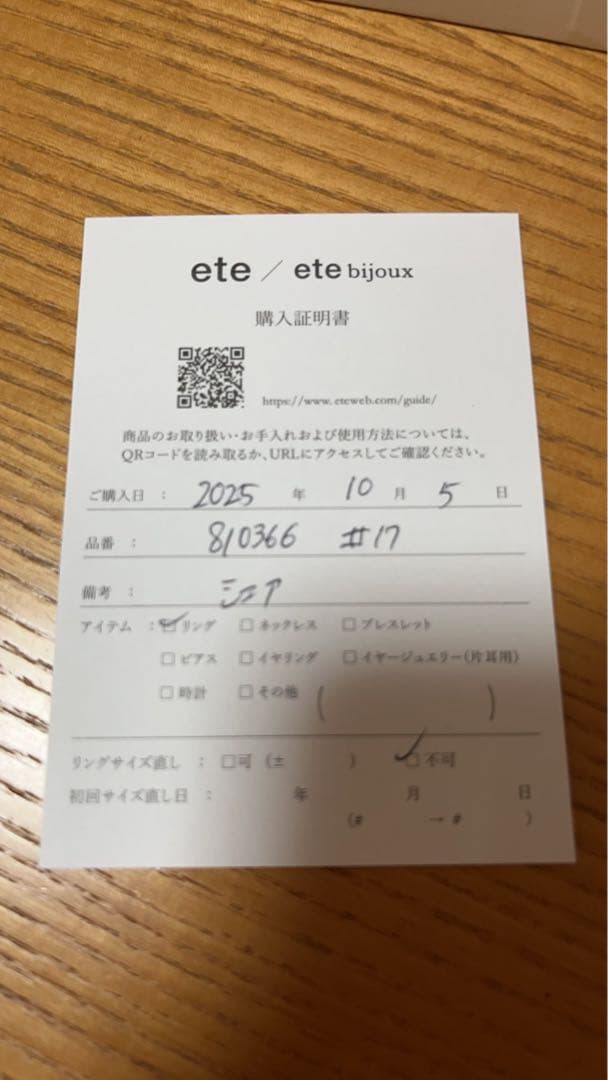 ete / ete bijoux
購入証明書
https://www.eteweb.com/guide/
商品のお取り扱い・お手入れおよび使用方法については、
QRコードを読み取るか、URLにアクセスしてご確認ください。
ご購入日 : 2025 年 10 月 5 日
品番 : 810366 #17
備考 : シェア
アイテム : ☑リング □ネックレス □ブレスレット
□ピアス □イヤリング □イヤージュエリー(片耳用)
□時計 □その他 ( )
リングサイズ直し : □可 (± ) ☑不可
初回サイズ直し日 : 年 月 日
(# → # )